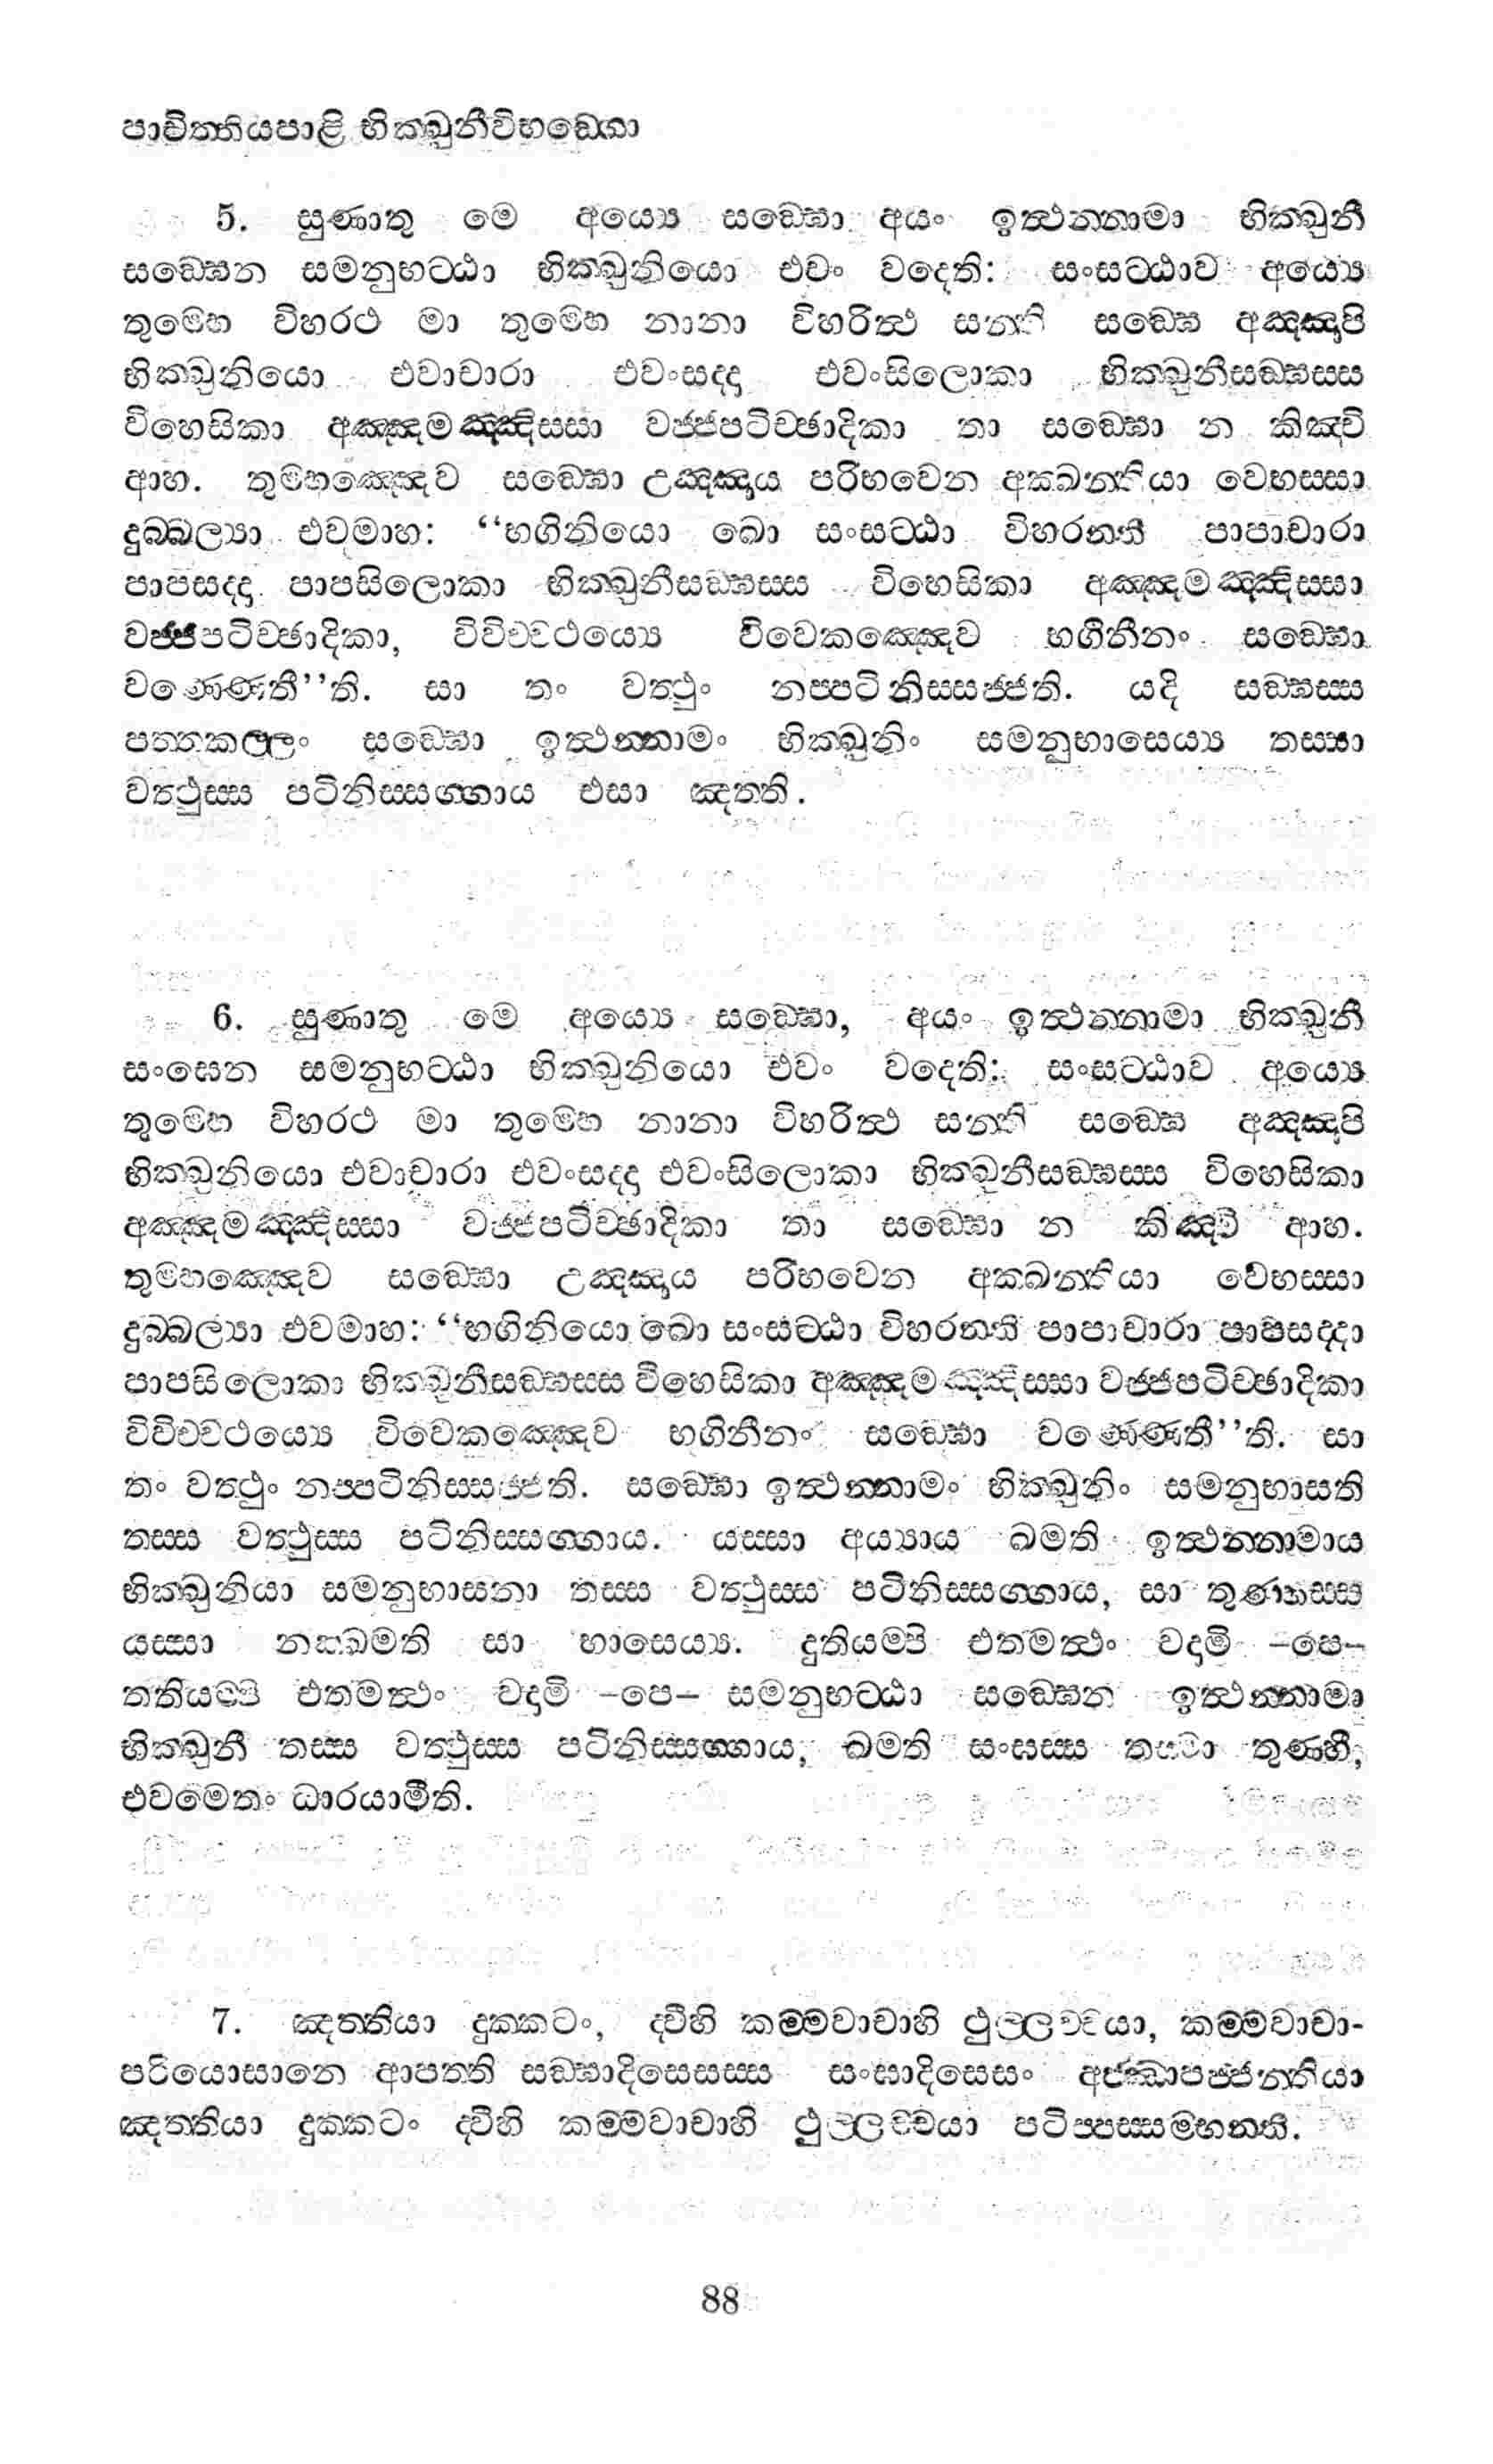 පාචිත්තියපාළි භික්ඛුනීවිභඞ්ගො
5. සුණාතු මෙ අය්‍යෙ සඞ්ඝො අයං ඉත්ථන්නාමා භික්ඛුනී
සඞ්ඝෙන සමනුභට්ඨා භික්ඛුනියො එවං වදෙති: සංසට්ඨාව අය්‍යෙ
තුම්හෙ විහරථ මා තුම්හෙ නානා විහරිත්ථ සන්ති සඞ්ඝෙ අඤ්ඤාපි
භික්ඛුනියො එවාචාරා එවංසද්දා එවංසිලොකා භික්ඛුනීසඞ්ඝස්ස
විහෙසිකා අඤ්ඤමඤ්ඤිස්සා වජ්ජපටිච්ඡාදිකා තා සඞ්ඝො න කිඤ්චි
ආහ. තුම්හඤ්ඤෙව සඞ්ඝො උඤ්ඤාය පරිභවෙන අක්ඛන්තියා වෙභස්සා
දුබ්බල්‍යා එවමාහ: “භගිනියො ඛො සංසට්ඨා විහරන්ති පාපාචාරා
පාපසද්දා පාපසිලොකා භික්ඛුනීසඞ්ඝස්ස විහෙසිකා අඤ්ඤමඤ්ඤිස්සා
වජ්ජපටිච්ඡාදිකා, විවිච්චථය්‍යෙ විවෙකඤ්ඤෙව භගිනීනං සඞ්ඝො
වණ්ණෙතී”ති. සා තං වත්ථුං නප්පටිනිස්සජ්ජති. යදි සඞ්ඝස්ස
පත්තකල්ලං සඞ්ඝො ඉත්ථන්නාමං භික්ඛුනිං සමනුභාසෙය්‍ය තස්සා
වත්ථුස්ස පටිනිස්සග්ගාය එසා ඤත්ති.
6. සුණාතු මෙ අය්‍යෙ සඞ්ඝො, අයං ඉත්ථන්නාමා භික්ඛුනී
සංඝෙන සමනුභට්ඨා භික්ඛුනියො එවං වදෙති: සංසට්ඨාව අය්‍යෙ
තුම්හෙ විහරථ මා තුම්හෙ නානා විහරිත්ථ සන්ති සඞ්ඝෙ අඤ්ඤාපි
භික්ඛුනියො එවාචාරා එවංසද්දා එවංසිලොකා භික්ඛුනීසඞ්ඝස්ස විහෙසිකා
අඤ්ඤමඤ්ඤිස්සා වජ්ජපටිච්ඡාදිකා තා සඞ්ඝො න කිඤ්චි ආහ.
තුම්හඤ්ඤෙව සඞ්ඝො උඤ්ඤාය පරිභවෙන අක්ඛන්තියා වෙභස්සා
දුබ්බල්‍යා එවමාහ: “භගිනියො ඛො සංසට්ඨා විහරන්ති පාපාචාරා පාපසද්දා
පාපසිලොකා භික්ඛුනීසඞ්ඝස්ස විහෙසිකා අඤ්ඤමඤ්ඤිස්සා වජ්ජපටිච්ඡාදිකා
විවිච්චථය්‍යෙ විවෙකඤ්ඤෙව භගිනීනං සඞ්ඝො වණ්ණෙතී”ති. සා
තං වත්ථුං නප්පටිනිස්සජ්ජති. සඞ්ඝො ඉත්ථන්නාමං භික්ඛුනිං සමනුභාසති
තස්ස වත්ථුස්ස පටිනිස්සග්ගාය. යස්සා අය්‍යාය ඛමති ඉත්ථන්නාමාය
භික්ඛුනියා සමනුභාසනා තස්ස වත්ථුස්ස පටිනිස්සග්ගාය, සා තුණ්හස්ස
යස්සා නක්ඛමති සා භාසෙය්‍ය. දුතියම්පි එතමත්ථං වදාමි –පෙ–
තතියම්පි එතමත්ථං වදාමි –පෙ– සමනුභට්ඨා සඞ්ඝෙන ඉත්ථන්නාමා
භික්ඛුනී තස්ස වත්ථුස්ස පටිනිස්සග්ගාය, ඛමති සංඝස්ස තස්මා තුණ්හී,
එවමෙතං ධාරයාමීති.
7. ඤත්තියා දුක්කටං, ද්වීහි කම්මවාචාහි ථුල්ලච්චයා, කම්මවාචා-
පරියොසානෙ ආපත්ති සඞ්ඝාදිසෙසස්ස සංඝාදිසෙසං අජ්ඣාපජ්ජන්තියා
ඤත්තියා දුක්කටං ද්වීහි කම්මවාචාහි ථුල්ලච්චයා පටිප්පස්සම්භන්ති.
88